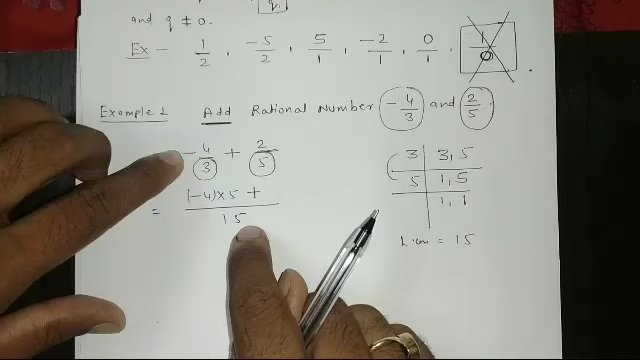 and q ≠ 0.
q
Ex - 1/2 , -5/2 , 5/1 , -2/1 , 0/1 . 1/0 .
Example 1 Add Rational Number -4/3 and 2/5 .
-4/3 + 2/5
= (-4)×5 + / 15
3 | 3, 5
5 | 1, 5
1, 1
L.cm = 15